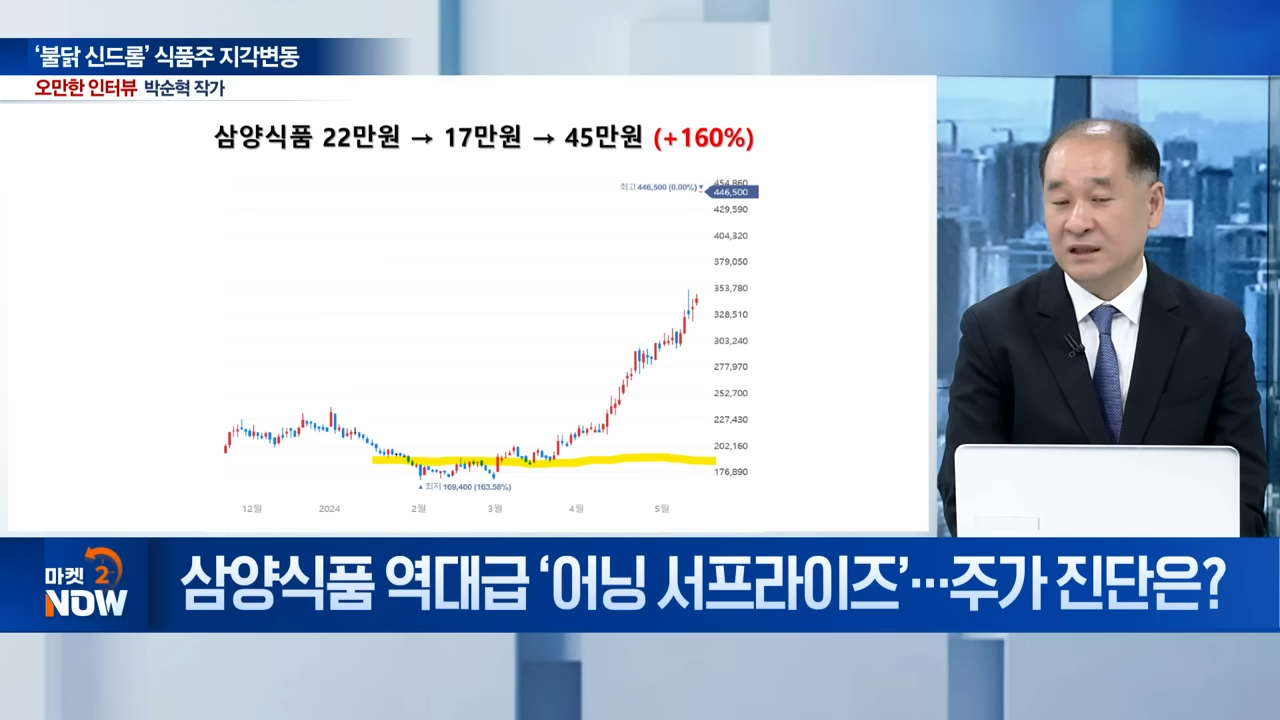 ‘불닭 신드롬’ 식품주 지각변동
오만한 인터뷰 박순혁 작가
삼양식품 22만원 → 17만원 → 45만원 (+160%)
최고 446,500 (0.00%) ▼
454,860
446,500
429,590
404,320
379,050
353,780
328,510
303,240
277,970
252,700
227,430
202,160
176,890
▲ 최저 169,400 (163.58%)
12월 2024 2월 3월 4월 5월
마켓 2
NOW
삼양식품 역대급 ‘어닝 서프라이즈’…주가 진단은?